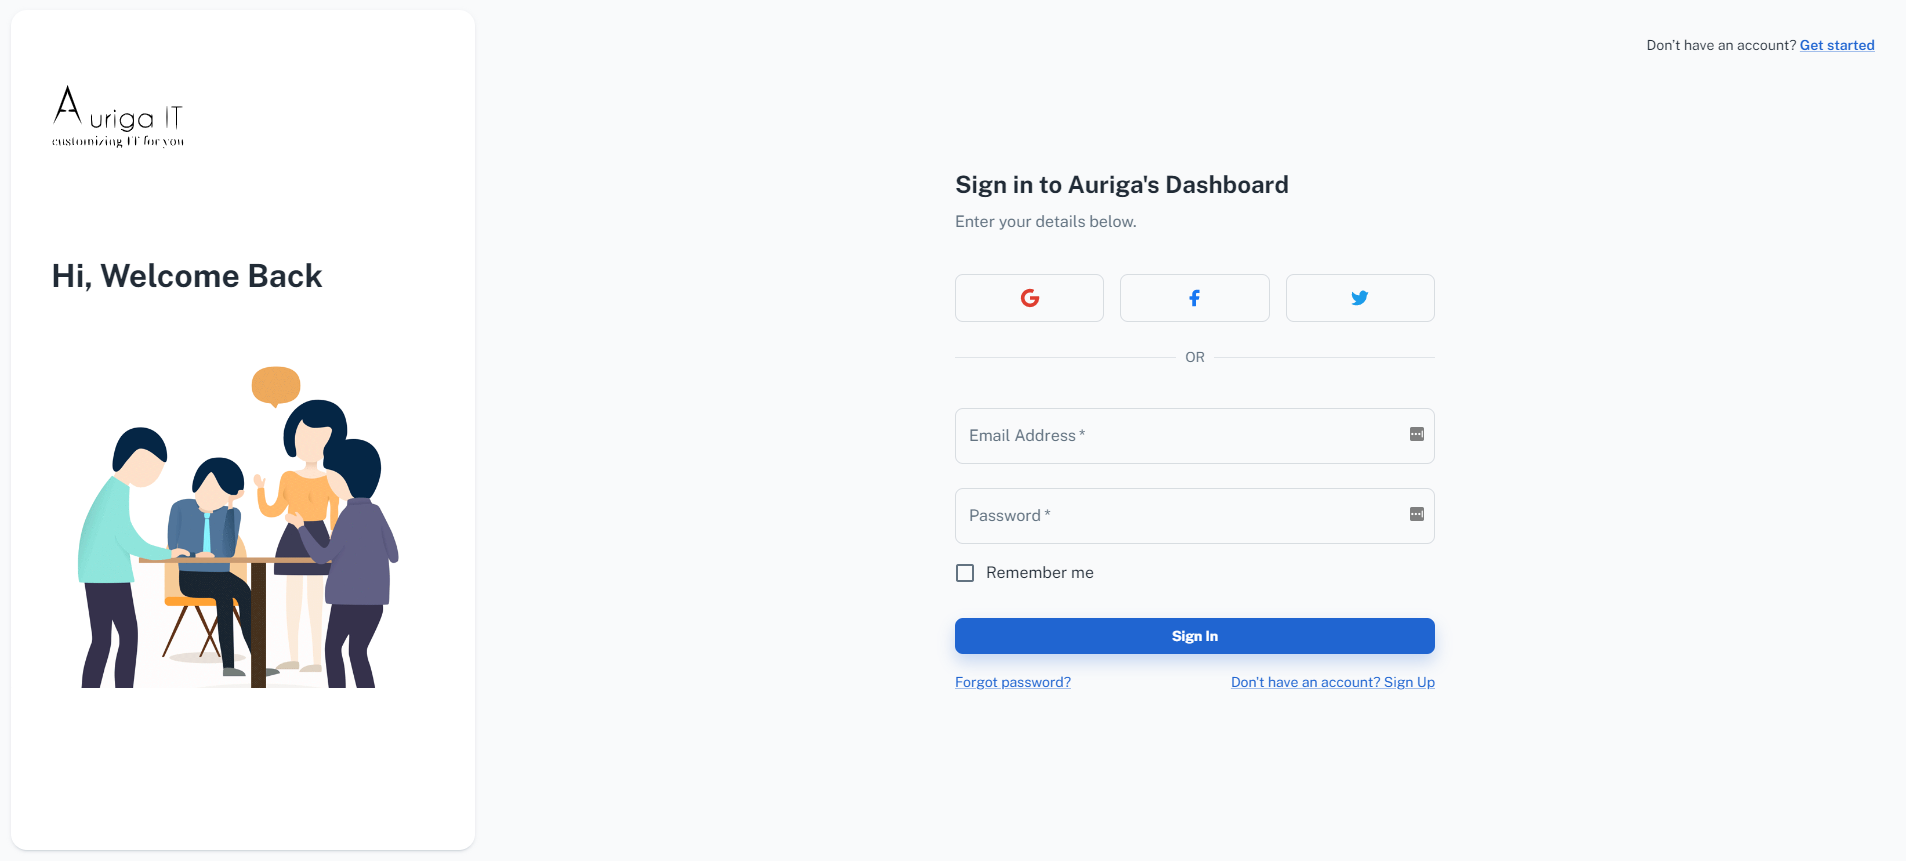 Auriga IT
customizing IT for you
Hi, Welcome Back
Don't have an account? Get started
Sign in to Auriga's Dashboard
Enter your details below.
OR
Email Address *
Password *
Remember me
Sign In
Forgot password?
Don't have an account? Sign Up